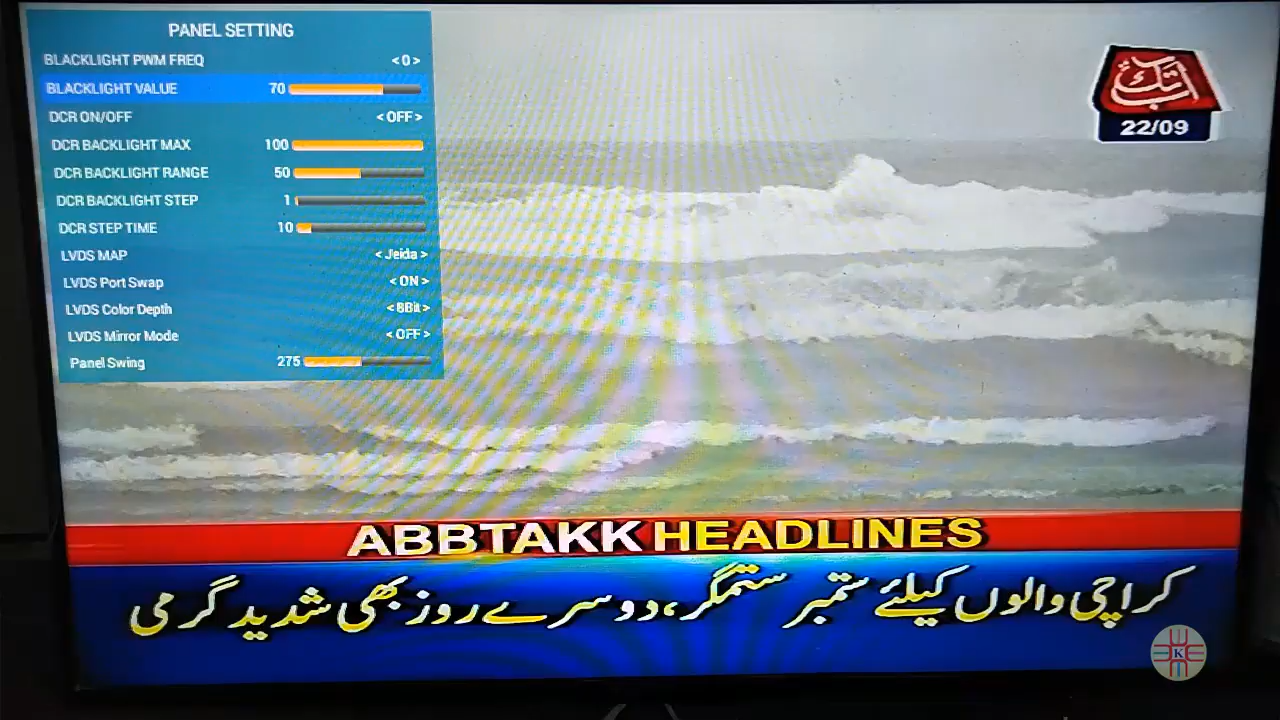 PANEL SETTING
BLACKLIGHT PWM FREQ <0>
BLACKLIGHT VALUE 70
DCR ON/OFF <OFF>
DCR BACKLIGHT MAX 100
DCR BACKLIGHT RANGE 50
DCR BACKLIGHT STEP 1
DCR STEP TIME 10
LVDS MAP <Jeida>
LVDS Port Swap <ON>
LVDS Color Depth <8Bit>
LVDS Mirror Mode <OFF>
Panel Swing 275
اب تک
22/09
ABBTAKK HEADLINES
کراچی والوں کیلئے ستمبر ستمگر، دوسرے روز بھی شدید گرمی
K